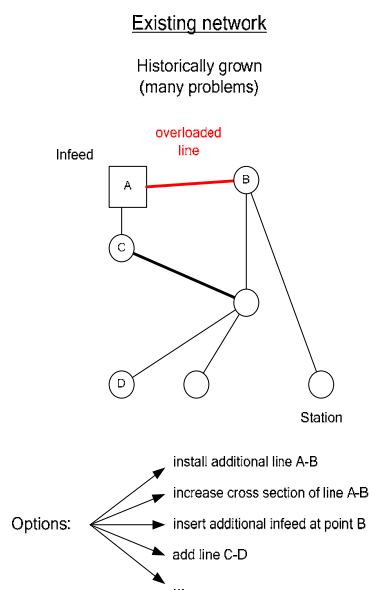 Existing network
Historically grown
(many problems)
overloaded
line
Infeed
A
B
C
D
Station
Options:
install additional line A-B
increase cross section of line A-B
insert additional infeed at point B
add line C-D
...